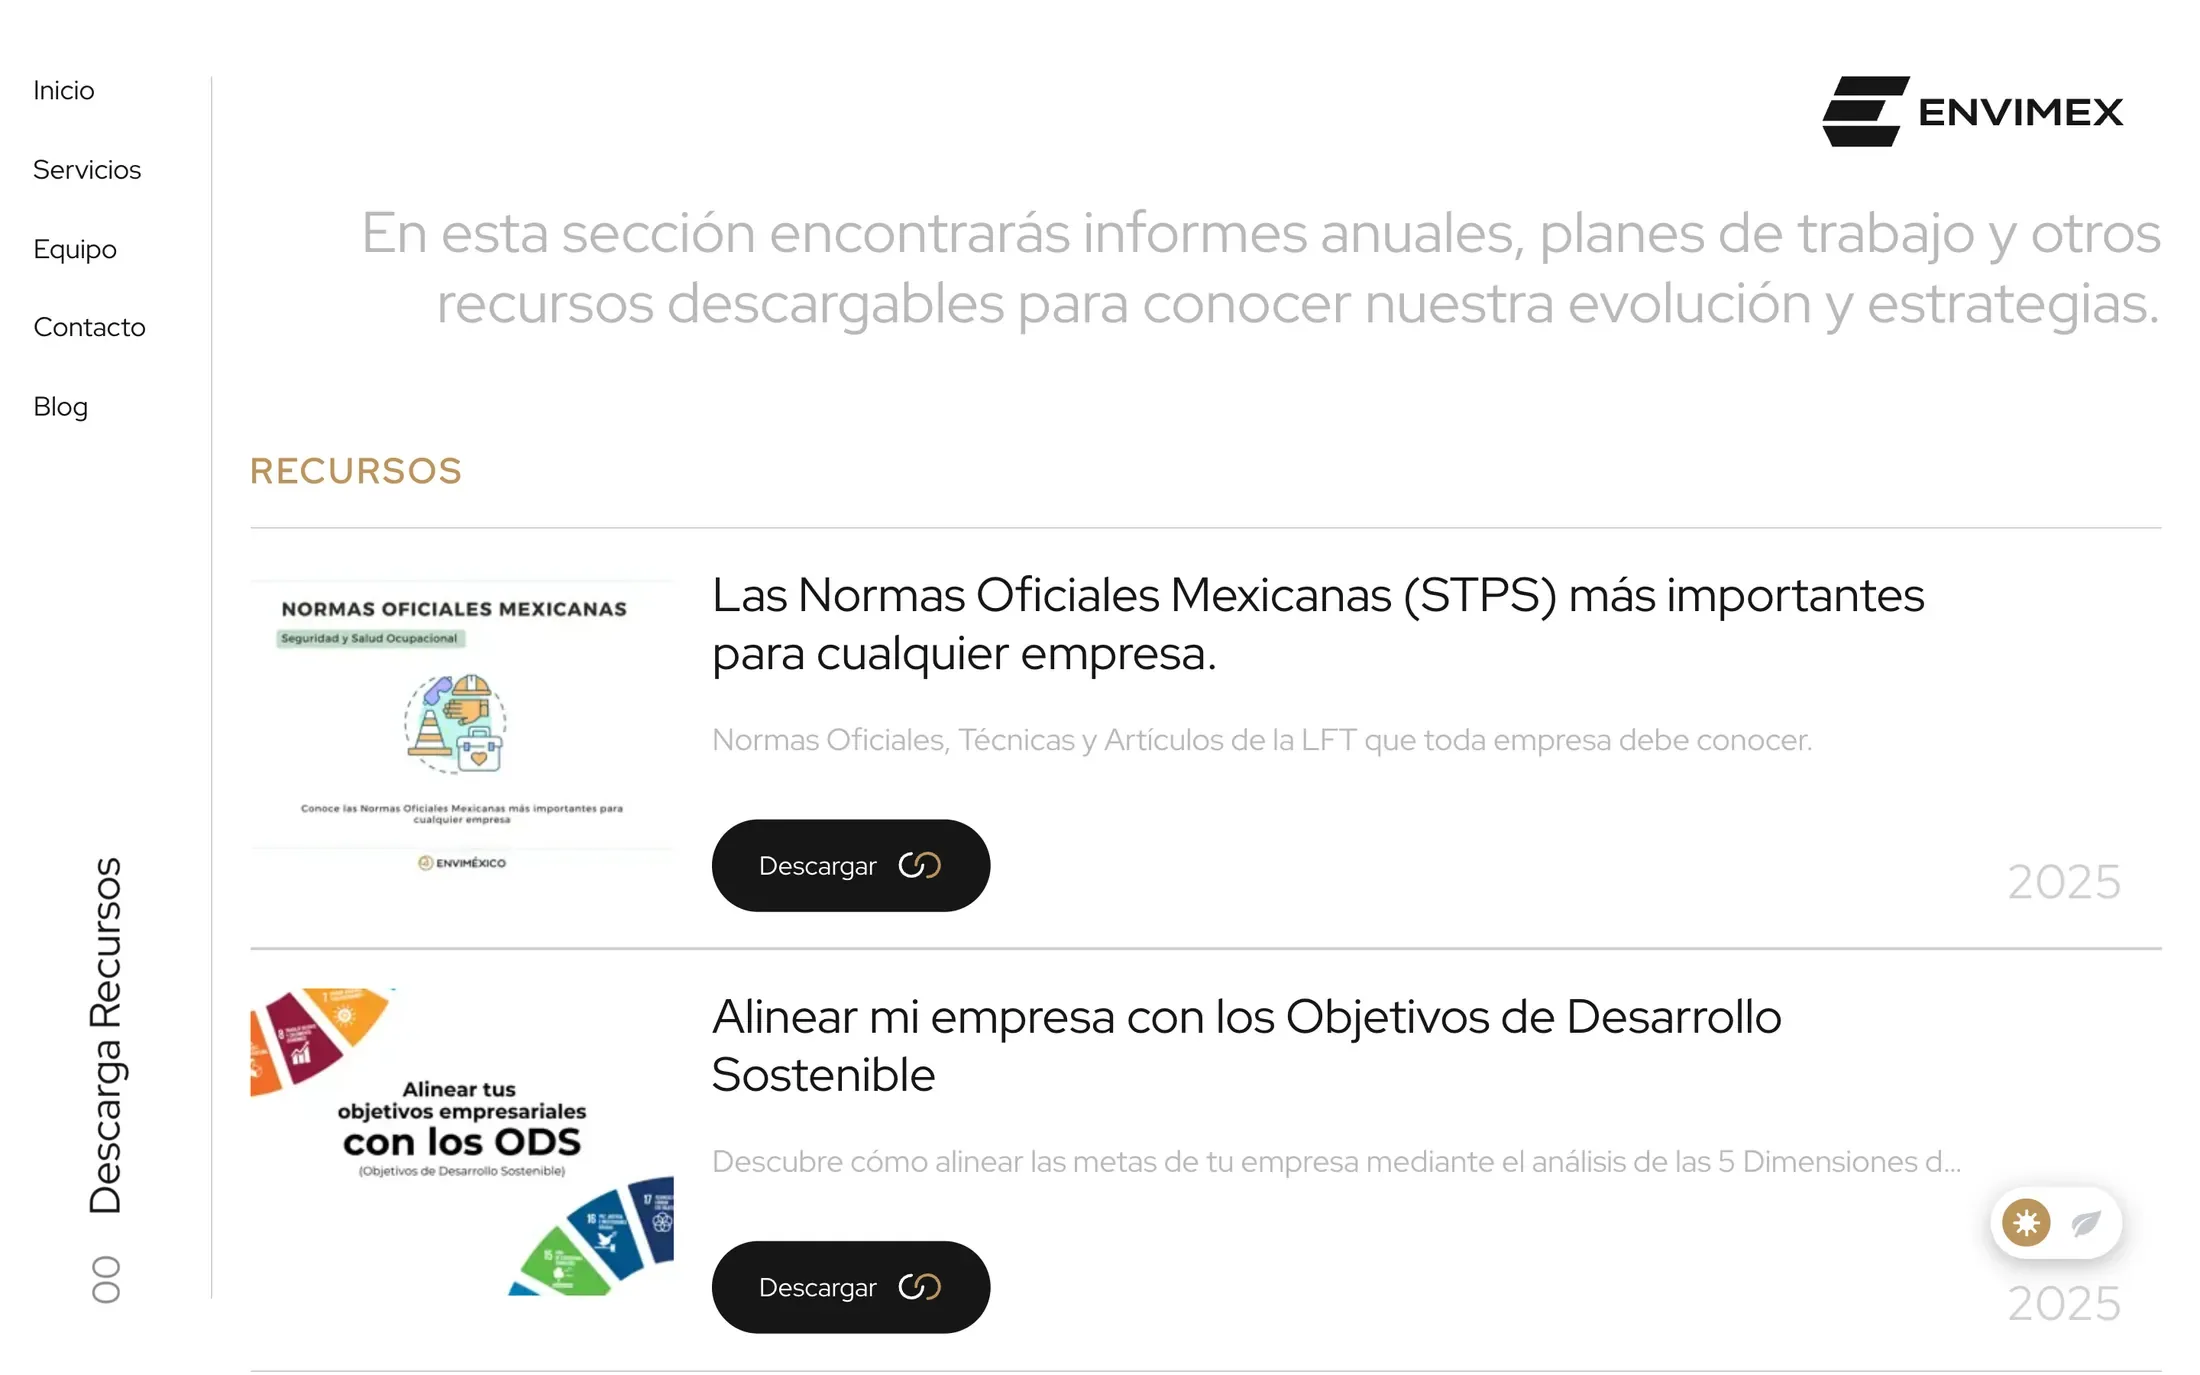 Inicio
Servicios
Equipo
Contacto
Blog
Descarga Recursos
00
ENVIMEX
En esta sección encontrarás informes anuales, planes de trabajo y otros
recursos descargables para conocer nuestra evolución y estrategias.
RECURSOS
NORMAS OFICIALES MEXICANAS
Seguridad y Salud Ocupacional
Conoce las Normas Oficiales Mexicanas más importantes para
cualquier empresa
ENVIMÉXICO
Las Normas Oficiales Mexicanas (STPS) más importantes
para cualquier empresa.
Normas Oficiales, Técnicas y Artículos de la LFT que toda empresa debe conocer.
Descargar
2025
7
8
Alinear tus
objetivos empresariales
con los ODS
(Objetivos de Desarrollo Sostenible)
15
16
17
Alinear mi empresa con los Objetivos de Desarrollo
Sostenible
Descubre cómo alinear las metas de tu empresa mediante el análisis de las 5 Dimensiones d...
Descargar
2025